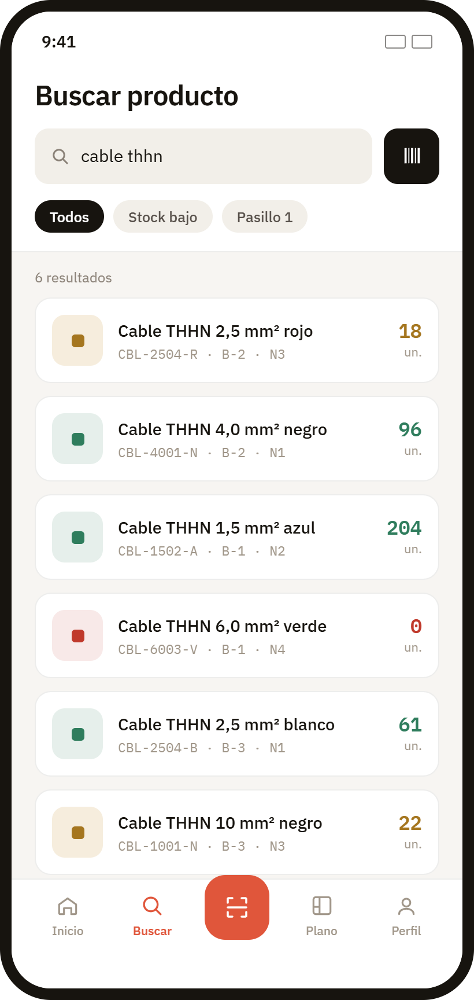 9:41
Buscar producto
cable thhn
Todos
Stock bajo
Pasillo 1
6 resultados
Cable THHN 2,5 mm² rojo
18
CBL-2504-R · B-2 · N3
un.
Cable THHN 4,0 mm² negro
96
CBL-4001-N · B-2 · N1
un.
Cable THHN 1,5 mm² azul
204
CBL-1502-A · B-1 · N2
un.
Cable THHN 6,0 mm² verde
0
CBL-6003-V · B-1 · N4
un.
Cable THHN 2,5 mm² blanco
61
CBL-2504-B · B-3 · N1
un.
Cable THHN 10 mm² negro
22
CBL-1001-N · B-3 · N3
un.
Inicio
Buscar
Plano
Perfil